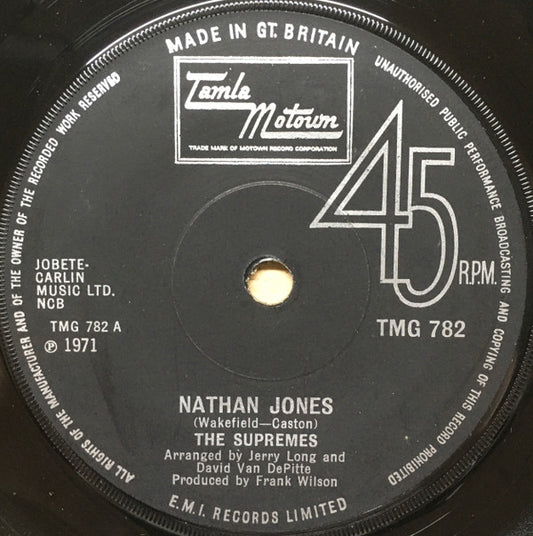 MADE IN GT. BRITAIN
UNAUTHORISED PUBLIC PERFORMANCE BROADCASTING AND COPYING OF THIS RECORD PROHIBITED
ALL RIGHTS OF THE MANUFACTURER AND OF THE OWNER OF THE RECORDED WORK RESERVED
Tamla
Motown
TRADE MARK OF MOTOWN RECORD CORPORATION
45
R.P.M.
JOBETE-
CARLIN
MUSIC LTD.
NCB
TMG 782 A
℗ 1971
TMG 782
NATHAN JONES
(Wakefield—Caston)
THE SUPREMES
Arranged by Jerry Long and
David Van DePitte
Produced by Frank Wilson
E.M.I. RECORDS LIMITED